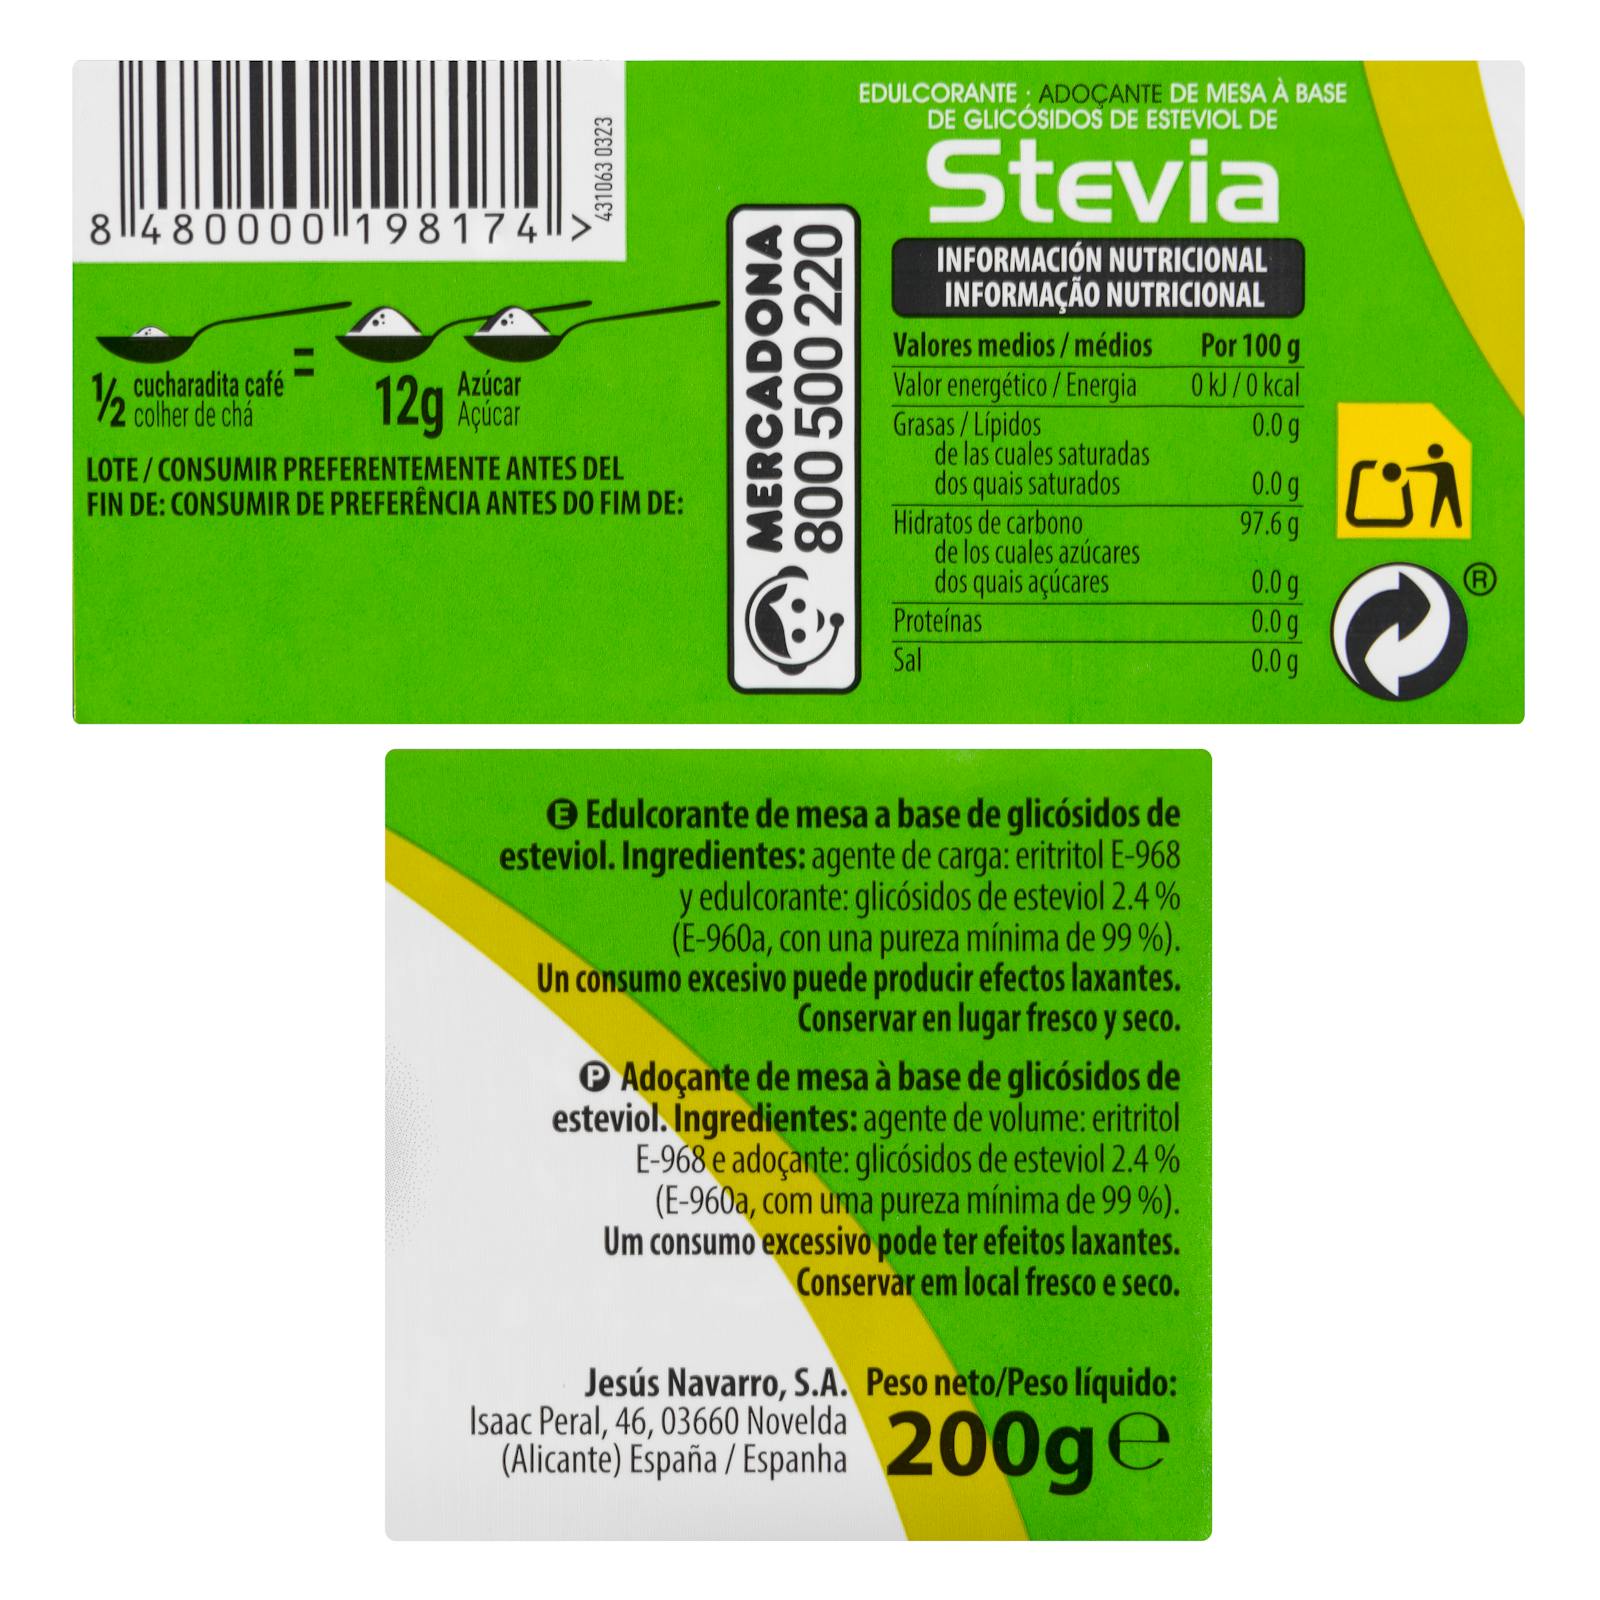 8 480000 198174 >
431063 0323
½ cucharadita café
colher de chá
=
12g Azúcar
Açúcar
LOTE / CONSUMIR PREFERENTEMENTE ANTES DEL
FIN DE: CONSUMIR DE PREFERÊNCIA ANTES DO FIM DE:
MERCADONA
800 500 220
EDULCORANTE · ADOÇANTE DE MESA À BASE
DE GLICÓSIDOS DE ESTEVIOL DE
Stevia
INFORMACIÓN NUTRICIONAL
INFORMAÇÃO NUTRICIONAL
Valores medios / médios Por 100 g
Valor energético / Energia 0 kJ / 0 kcal
Grasas / Lípidos 0.0 g
de las cuales saturadas
dos quais saturados 0.0 g
Hidratos de carbono 97.6 g
de los cuales azúcares
dos quais açúcares 0.0 g
Proteínas 0.0 g
Sal 0.0 g
®
E Edulcorante de mesa a base de glicósidos de
esteviol. Ingredientes: agente de carga: eritritol E-968
y edulcorante: glicósidos de esteviol 2.4 %
(E-960a, con una pureza mínima de 99 %).
Un consumo excesivo puede producir efectos laxantes.
Conservar en lugar fresco y seco.
P Adoçante de mesa à base de glicósidos de
esteviol. Ingredientes: agente de volume: eritritol
E-968 e adoçante: glicósidos de esteviol 2.4 %
(E-960a, com uma pureza mínima de 99 %).
Um consumo excessivo pode ter efeitos laxantes.
Conservar em local fresco e seco.
Jesús Navarro, S.A.
Isaac Peral, 46, 03660 Novelda
(Alicante) España / Espanha
Peso neto/Peso líquido:
200g ℮